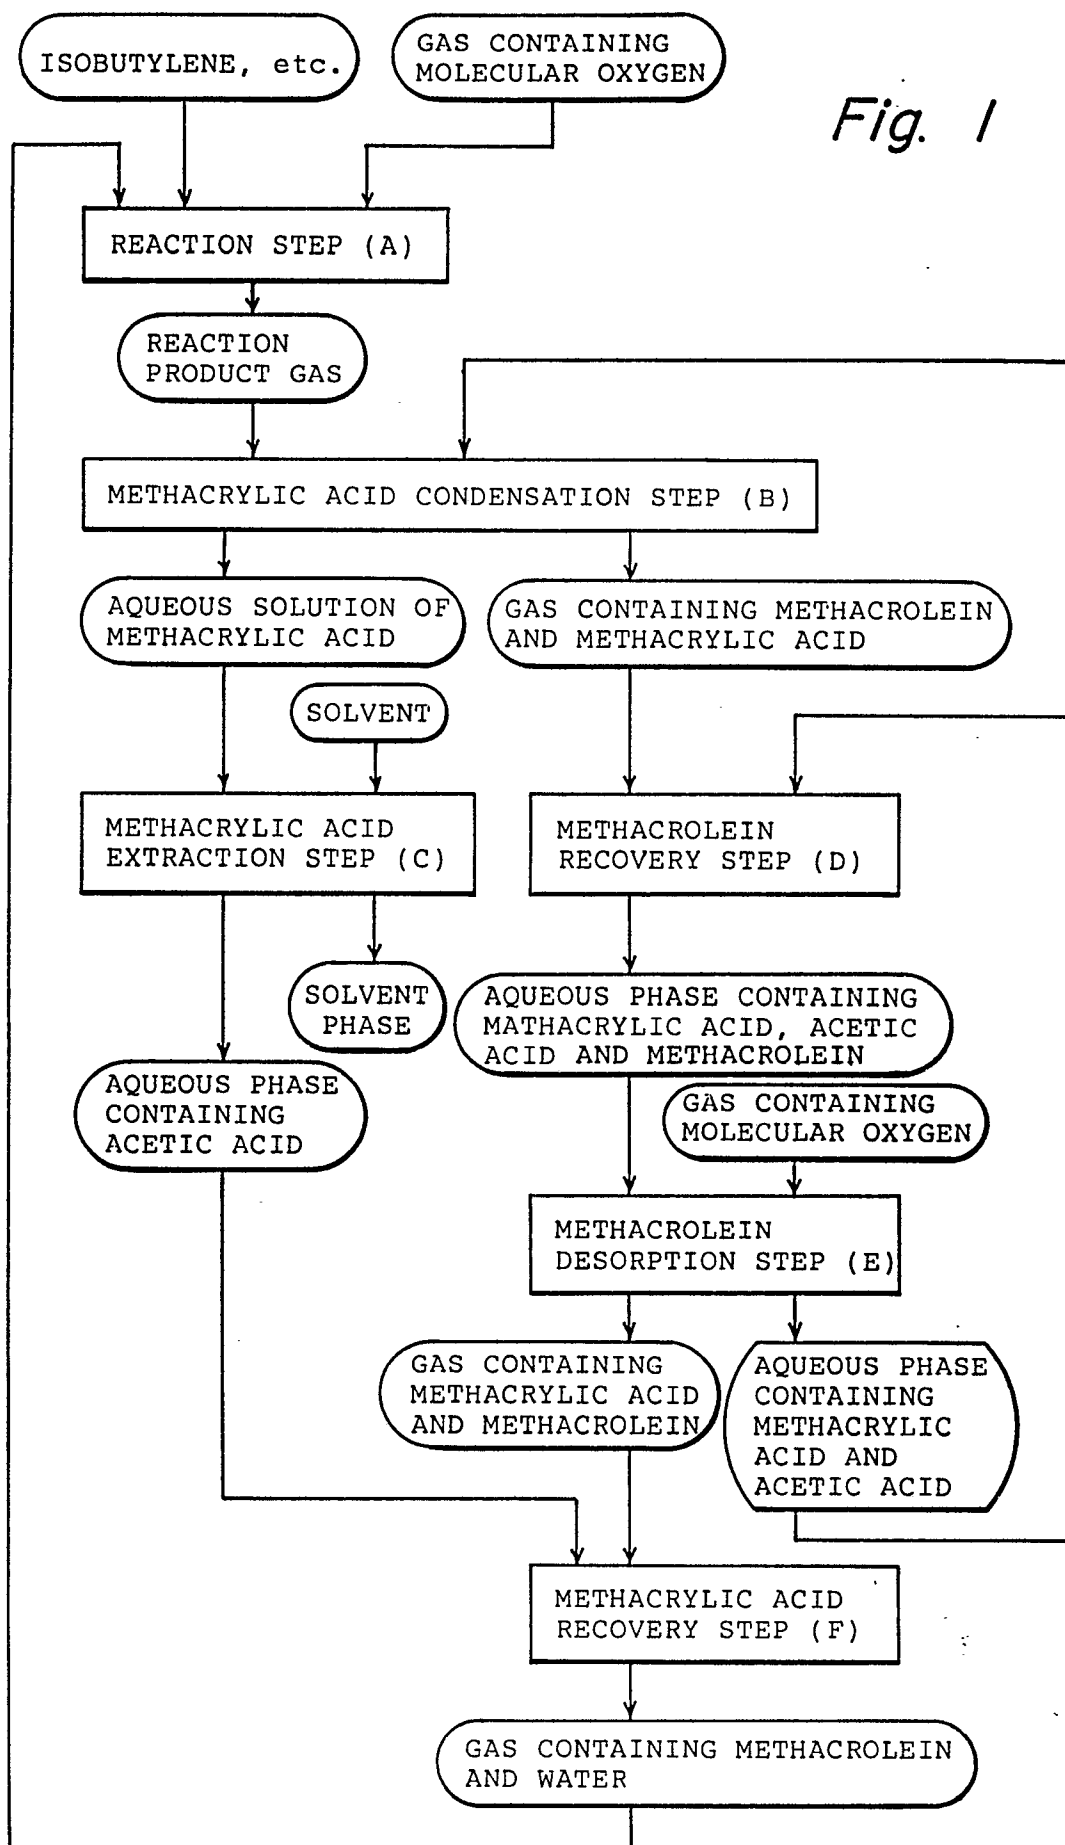 ISOBUTYLENE, etc.
GAS CONTAINING
MOLECULAR OXYGEN
Fig. 1
REACTION STEP (A)
REACTION
PRODUCT GAS
METHACRYLIC ACID CONDENSATION STEP (B)
AQUEOUS SOLUTION OF
METHACRYLIC ACID
GAS CONTAINING METHACROLEIN
AND METHACRYLIC ACID
SOLVENT
METHACRYLIC ACID
EXTRACTION STEP (C)
METHACROLEIN
RECOVERY STEP (D)
SOLVENT
PHASE
AQUEOUS PHASE CONTAINING
MATHACRYLIC ACID, ACETIC
ACID AND METHACROLEIN
AQUEOUS PHASE
CONTAINING
ACETIC ACID
GAS CONTAINING
MOLECULAR OXYGEN
METHACROLEIN
DESORPTION STEP (E)
GAS CONTAINING
METHACRYLIC ACID
AND METHACROLEIN
AQUEOUS PHASE
CONTAINING
METHACRYLIC
ACID AND
ACETIC ACID
METHACRYLIC ACID
RECOVERY STEP (F)
GAS CONTAINING METHACROLEIN
AND WATER